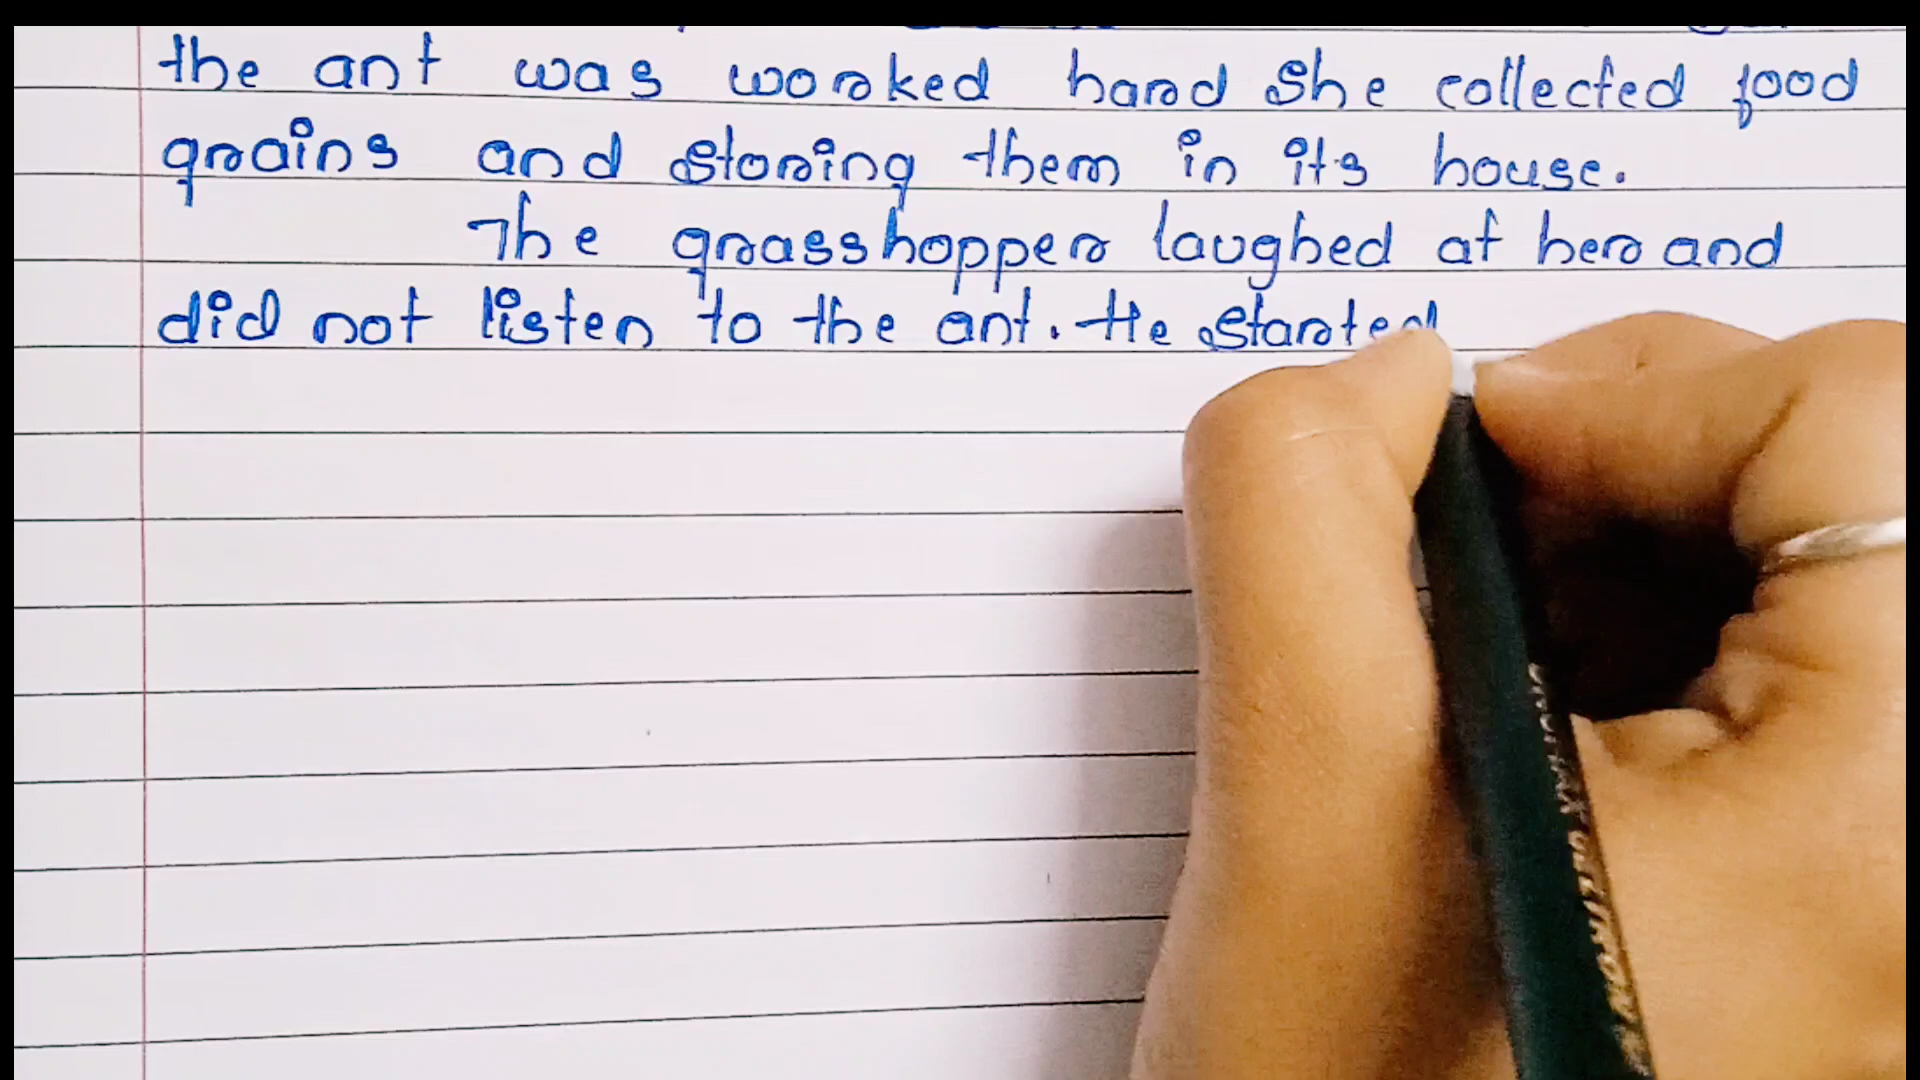 the ant was worked hard She collected food
grains and storing them in its house.
The grasshopper laughed at her and
did not listen to the ant. He started